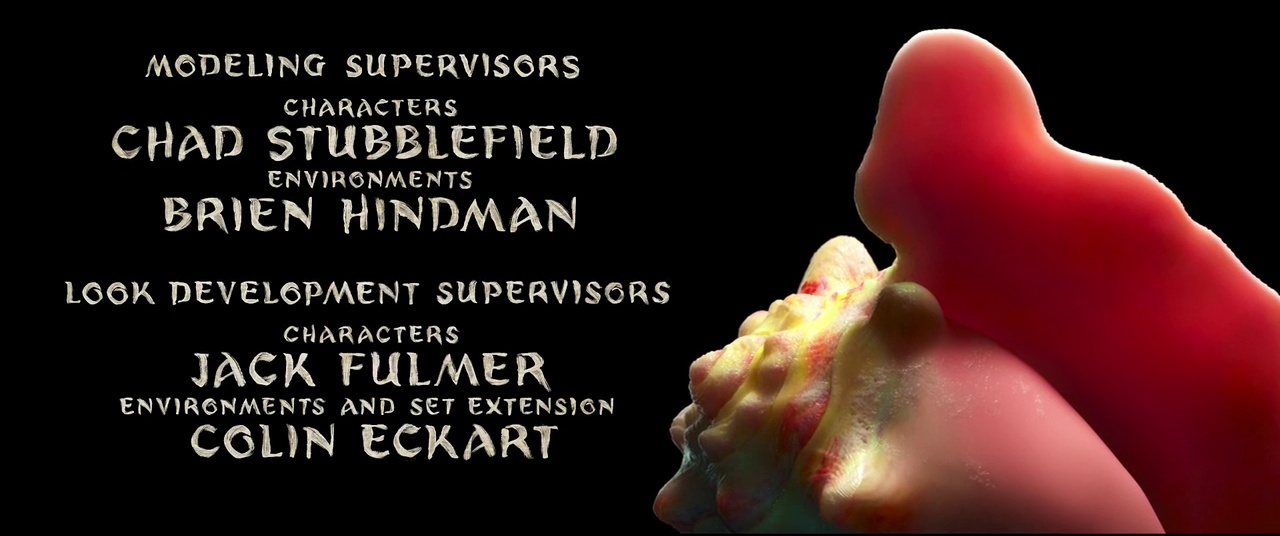 MODELING SUPERVISORS
CHARACTERS
CHAD STUBBLEFIELD
ENVIRONMENTS
BRIEN HINDMAN
LOOK DEVELOPMENT SUPERVISORS
CHARACTERS
JACK FULMER
ENVIRONMENTS AND SET EXTENSION
COLIN ECKART